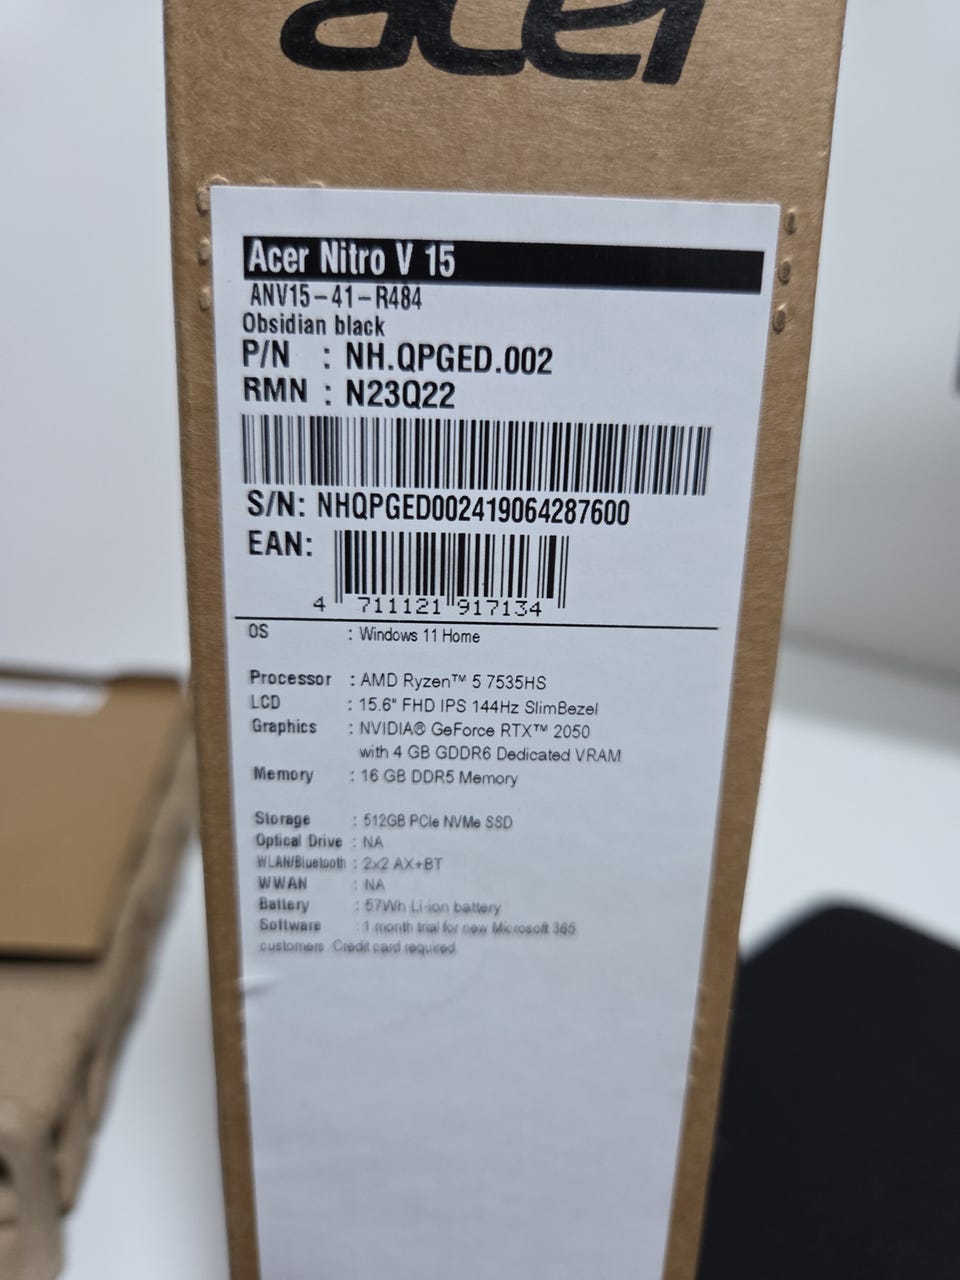 acer
Acer Nitro V 15
ANV15-41-R484
Obsidian black
P/N : NH.QPGED.002
RMN : N23Q22
S/N: NHQPGED002419064287600
EAN:
4 711121 917134
OS : Windows 11 Home
Processor : AMD Ryzen™ 5 7535HS
LCD : 15.6" FHD IPS 144Hz SlimBezel
Graphics : NVIDIA® GeForce RTX™ 2050
with 4 GB GDDR6 Dedicated VRAM
Memory : 16 GB DDR5 Memory
Storage : 512GB PCIe NVMe SSD
Optical Drive : NA
WLAN/Bluetooth : 2x2 AX+BT
WWAN : NA
Battery : 57Wh Li-ion battery
Software : 1 month trial for new Microsoft 365
customers. Credit card required.